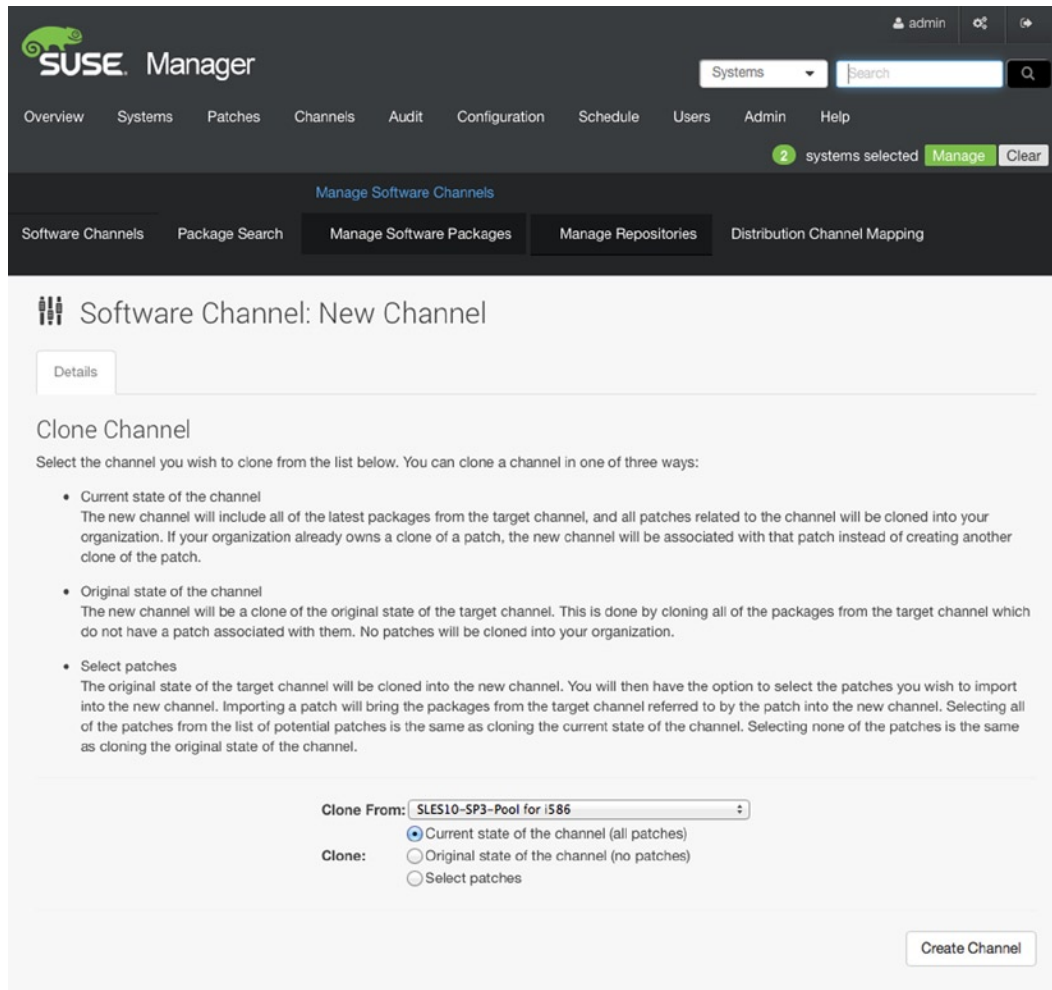 admin
SUSE. Manager
Systems
Search
Overview Systems Patches Channels Audit Configuration Schedule Users Admin Help
2 systems selected Manage Clear
Manage Software Channels
Software Channels Package Search Manage Software Packages Manage Repositories Distribution Channel Mapping
Software Channel: New Channel
Details
Clone Channel
Select the channel you wish to clone from the list below. You can clone a channel in one of three ways:
• Current state of the channel
The new channel will include all of the latest packages from the target channel, and all patches related to the channel will be cloned into your
organization. If your organization already owns a clone of a patch, the new channel will be associated with that patch instead of creating another
clone of the patch.
• Original state of the channel
The new channel will be a clone of the original state of the target channel. This is done by cloning all of the packages from the target channel which
do not have a patch associated with them. No patches will be cloned into your organization.
• Select patches
The original state of the target channel will be cloned into the new channel. You will then have the option to select the patches you wish to import
into the new channel. Importing a patch will bring the packages from the target channel referred to by the patch into the new channel. Selecting all
of the patches from the list of potential patches is the same as cloning the current state of the channel. Selecting none of the patches is the same
as cloning the original state of the channel.
Clone From: SLES10-SP3-Pool for i586
Current state of the channel (all patches)
Clone: Original state of the channel (no patches)
Select patches
Create Channel